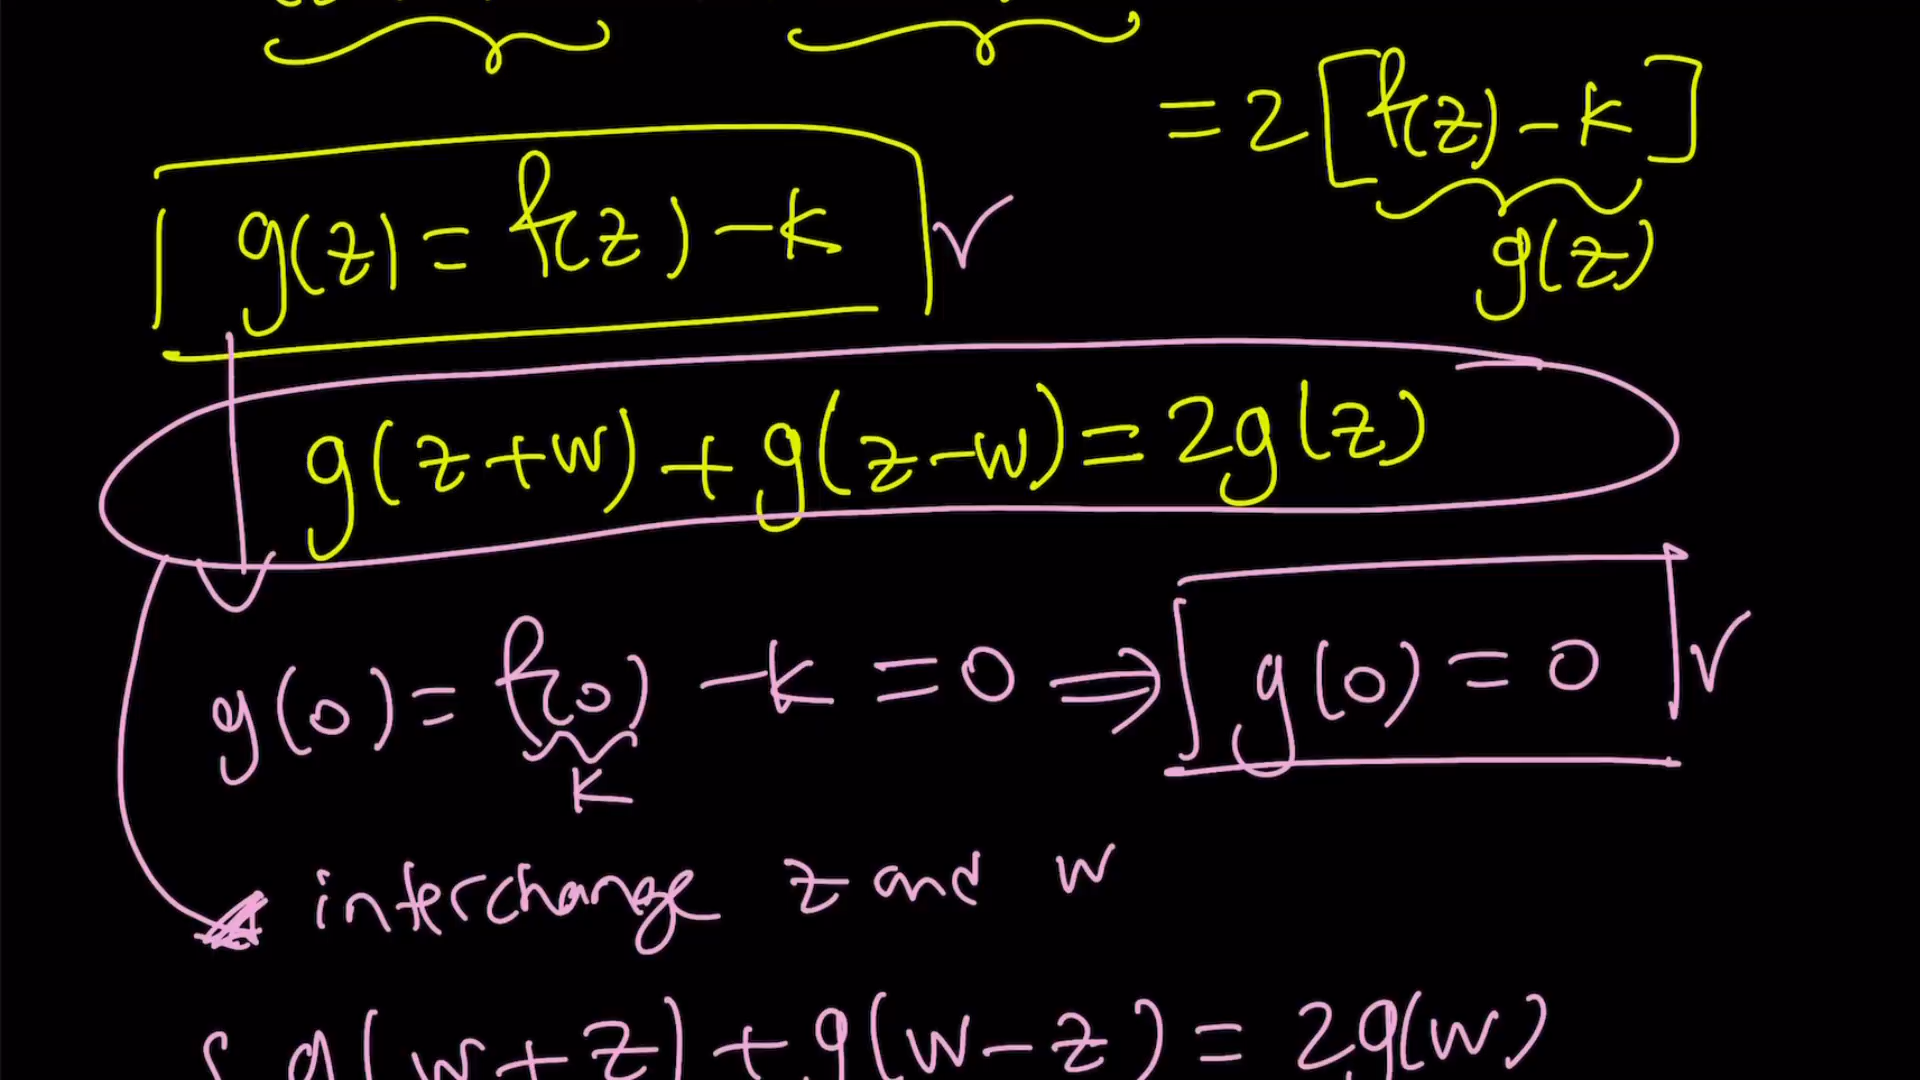 = 2 [f(z) - k]
g(z)
g(z) = f(z) - k ✓
g(z+w) + g(z-w) = 2g(z)
g(0) = f(0) - k = 0 ⇒ g(0) = 0 ✓
k
interchange z and w
g(w+z) + g(w-z) = 2g(w)